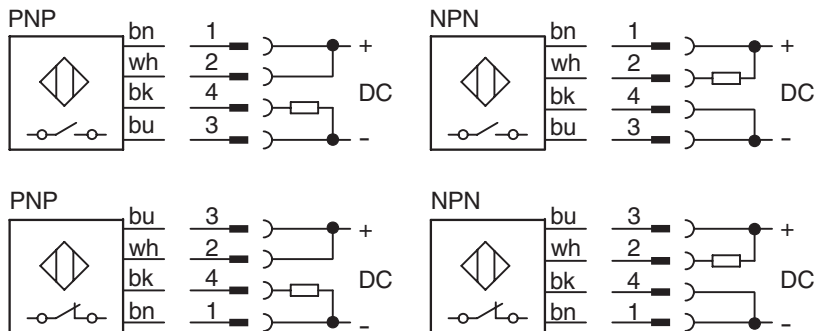 PNP
bn 1 +
wh 2
bk 4 DC
bu 3 -
NPN
bn 1 +
wh 2
bk 4 DC
bu 3 -
PNP
bu 3 +
wh 2
bk 4 DC
bn 1 -
NPN
bu 3 +
wh 2
bk 4 DC
bn 1 -